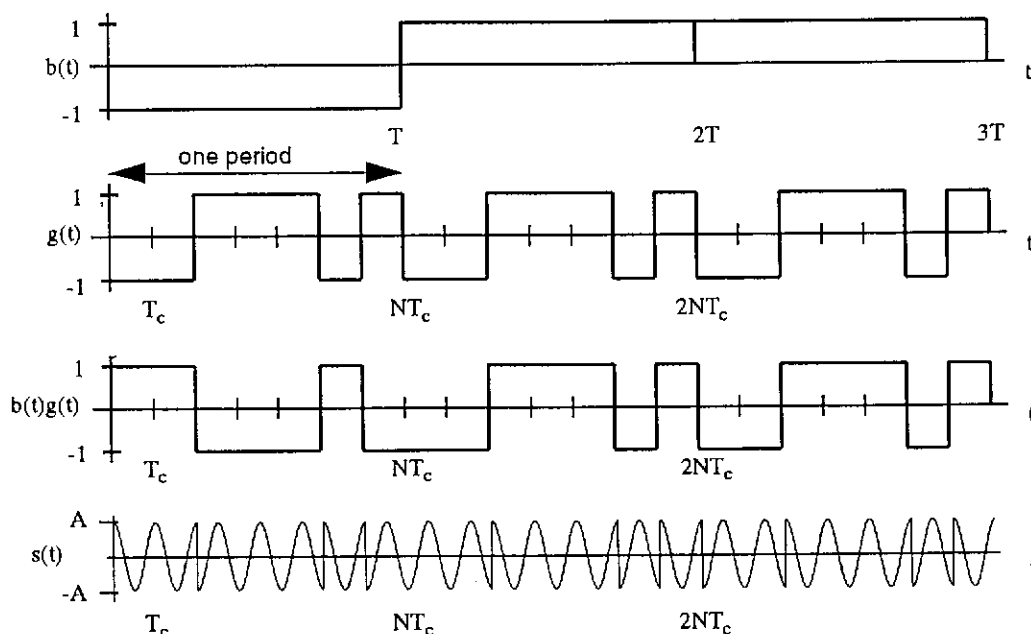 1
b(t)
t
-1
T 2T 3T
one period
1
g(t)
t
-1
T_c NT_c 2NT_c
1
b(t)g(t)
-1
T_c NT_c 2NT_c
A
s(t)
-A
T_c NT_c 2NT_c